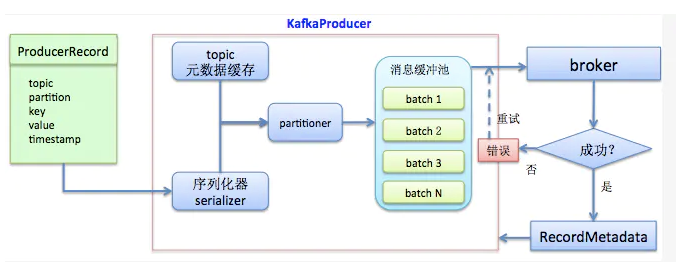 KafkaProducer
ProducerRecord
topic
partition
key
value
timestamp
topic
元数据缓存
序列化器
serializer
partitioner
消息缓冲池
batch 1
batch 2
batch 3
batch N
重试
错误
broker
成功?
否
是
RecordMetadata